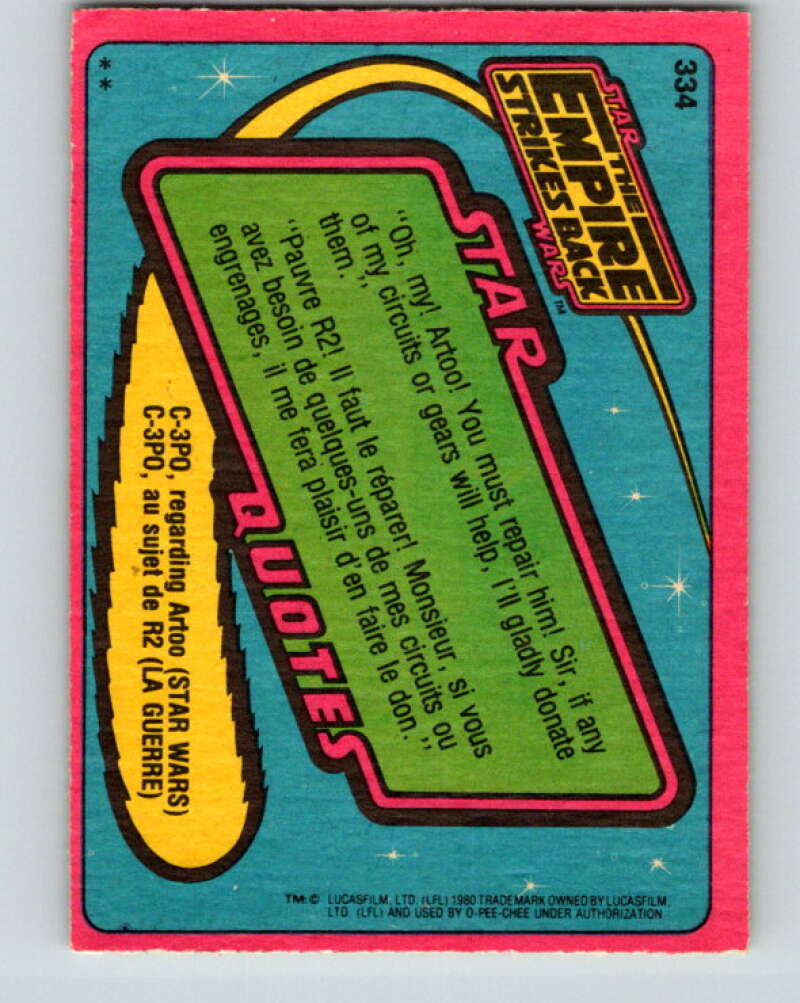 334
STAR
THE
EMPIRE
STRIKES BACK
WARS™
STAR
"Oh, my! Artoo! You must repair him! Sir, if any
of my circuits or gears will help, I'll gladly donate
them."
"Pauvre R2! Il faut le réparer! Monsieur, si vous
avez besoin de quelques-uns de mes circuits ou
engrenages, il me fera plaisir d'en faire le don."
QUOTES
C-3PO, regarding Artoo (STAR WARS)
C-3PO, au sujet de R2 (LA GUERRE)
**
TM: © LUCASFILM, LTD. (LFL) 1980 TRADEMARK OWNED BY LUCASFILM,
LTD. (LFL) AND USED BY O-PEE-CHEE UNDER AUTHORIZATION